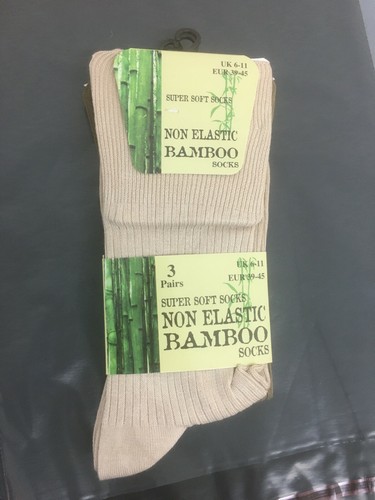 UK 6-11
EUR 39-45
SUPER SOFT SOCKS
NON ELASTIC
BAMBOO
SOCKS
3
Pairs
UK 6-11
EUR 39-45
SUPER SOFT SOCKS
NON ELASTIC
BAMBOO
SOCKS